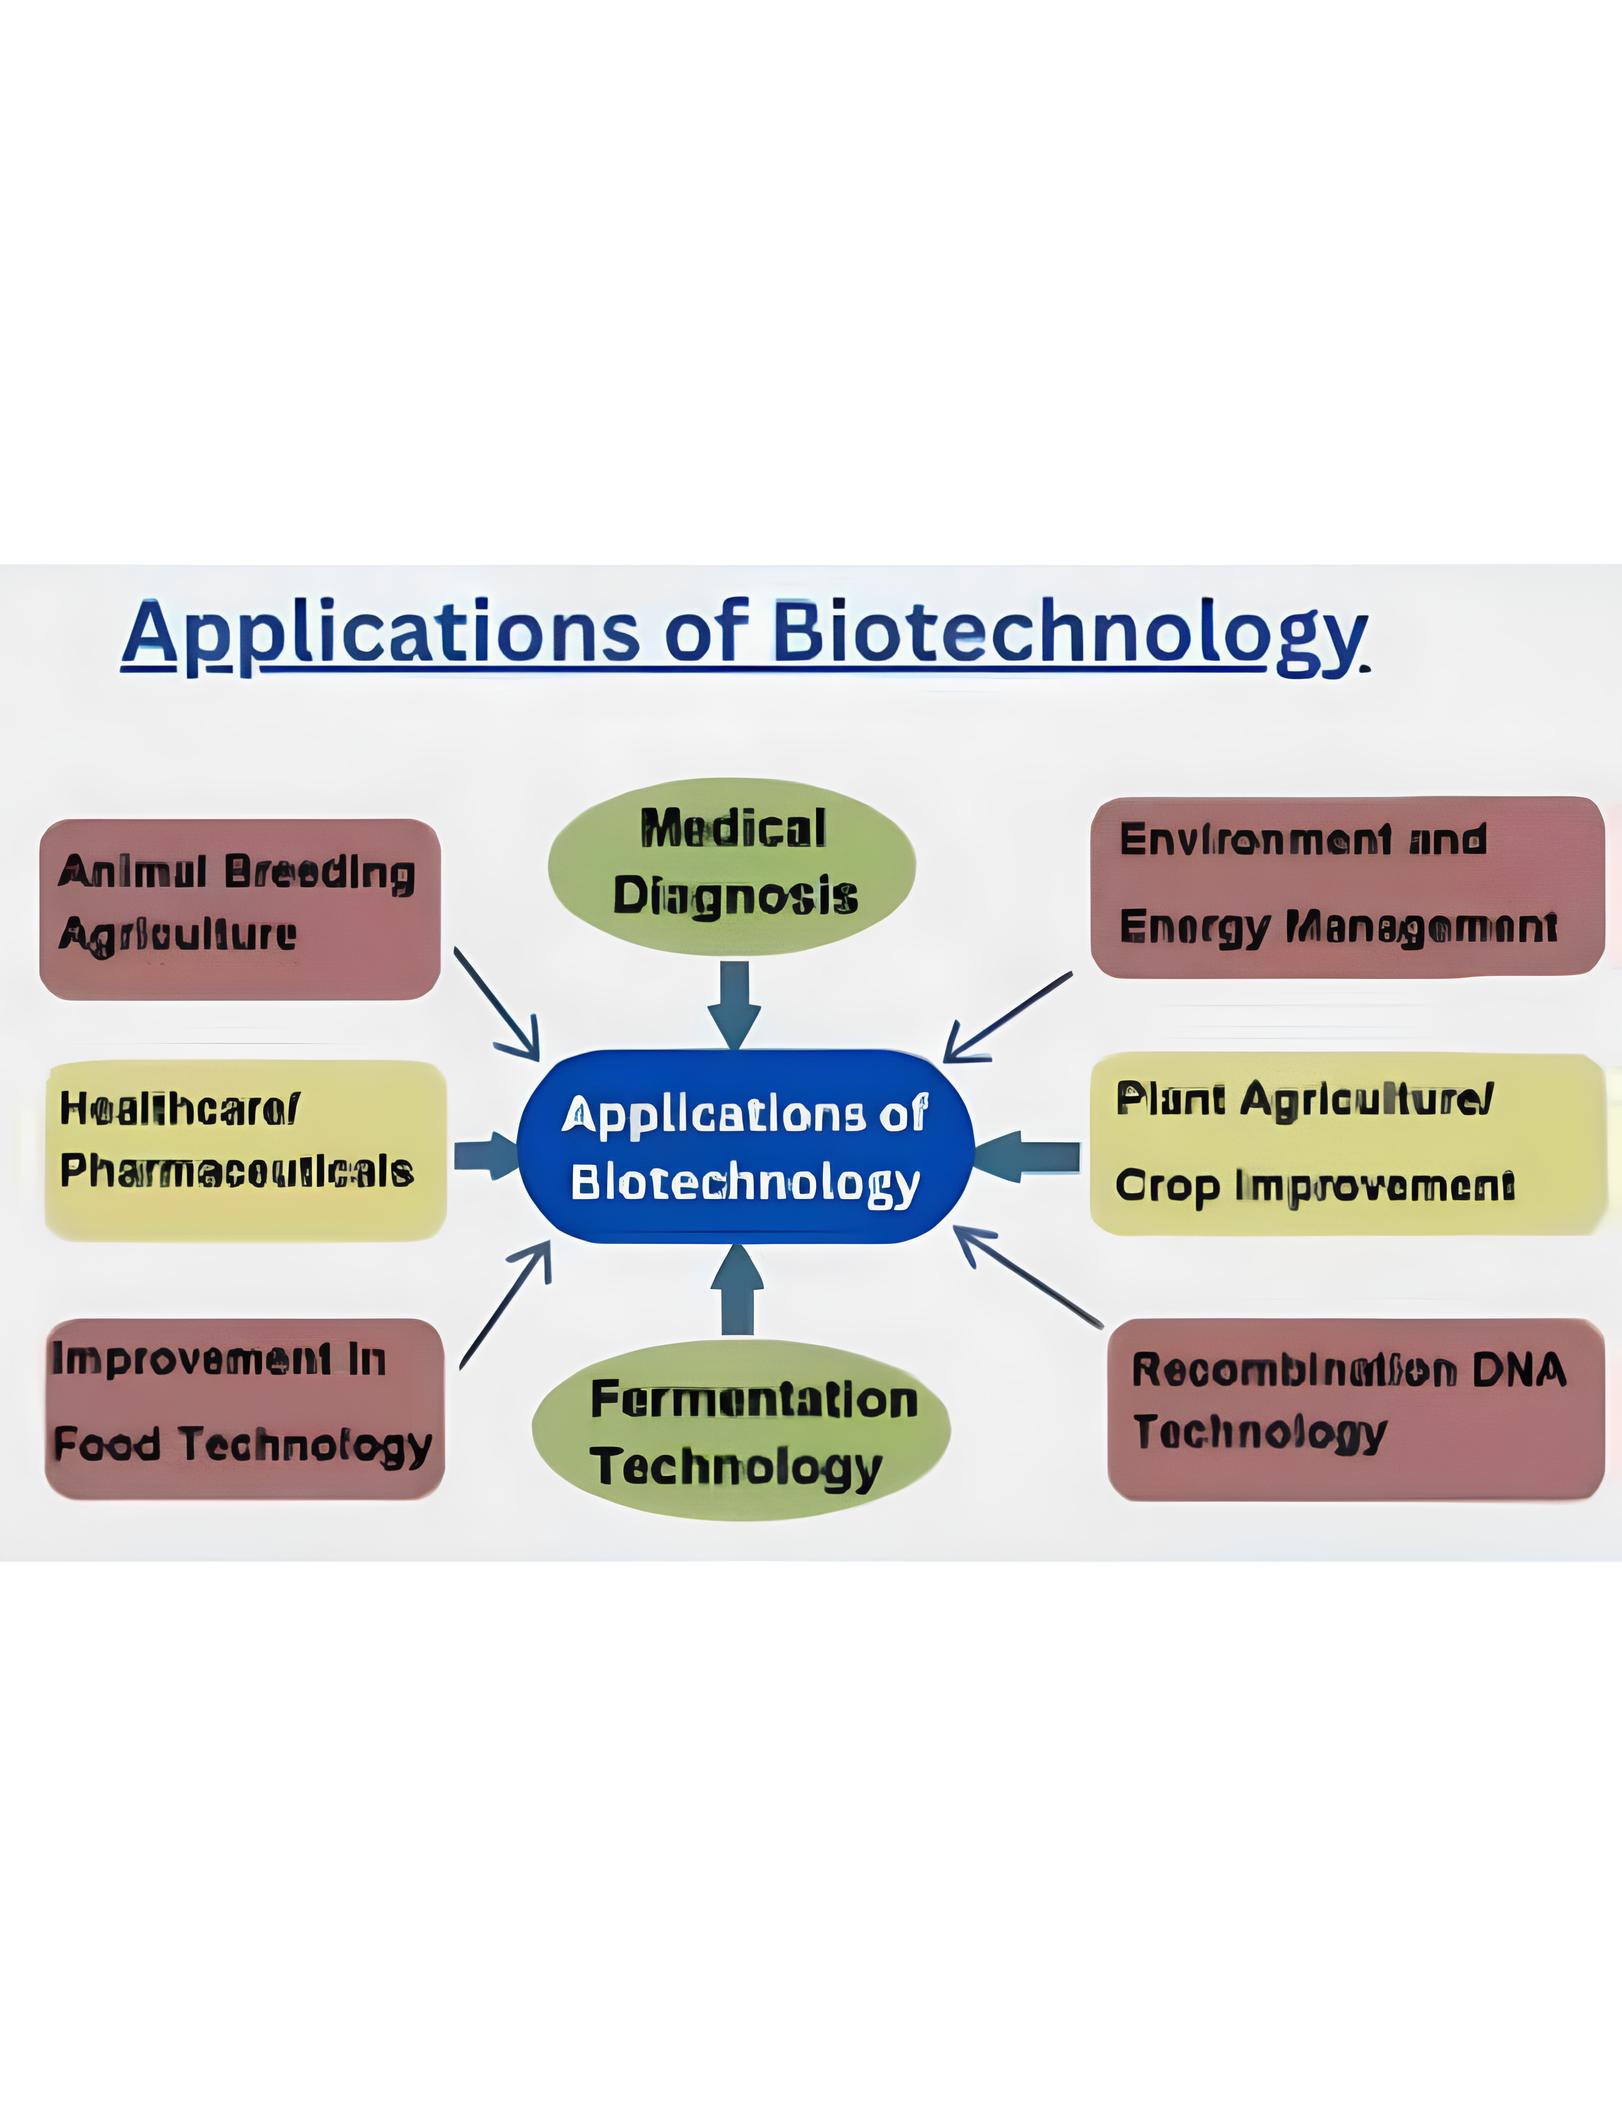 Applications of Biotechnology.
Animal Breeding
Agriculture
Medical
Diagnosis
Environment and
Energy Management
Healthcare/
Pharmaceuticals
Applications of
Biotechnology
Plant Agriculture/
Crop Improvement
Improvement In
Food Technology
Fermentation
Technology
Recombination DNA
Technology